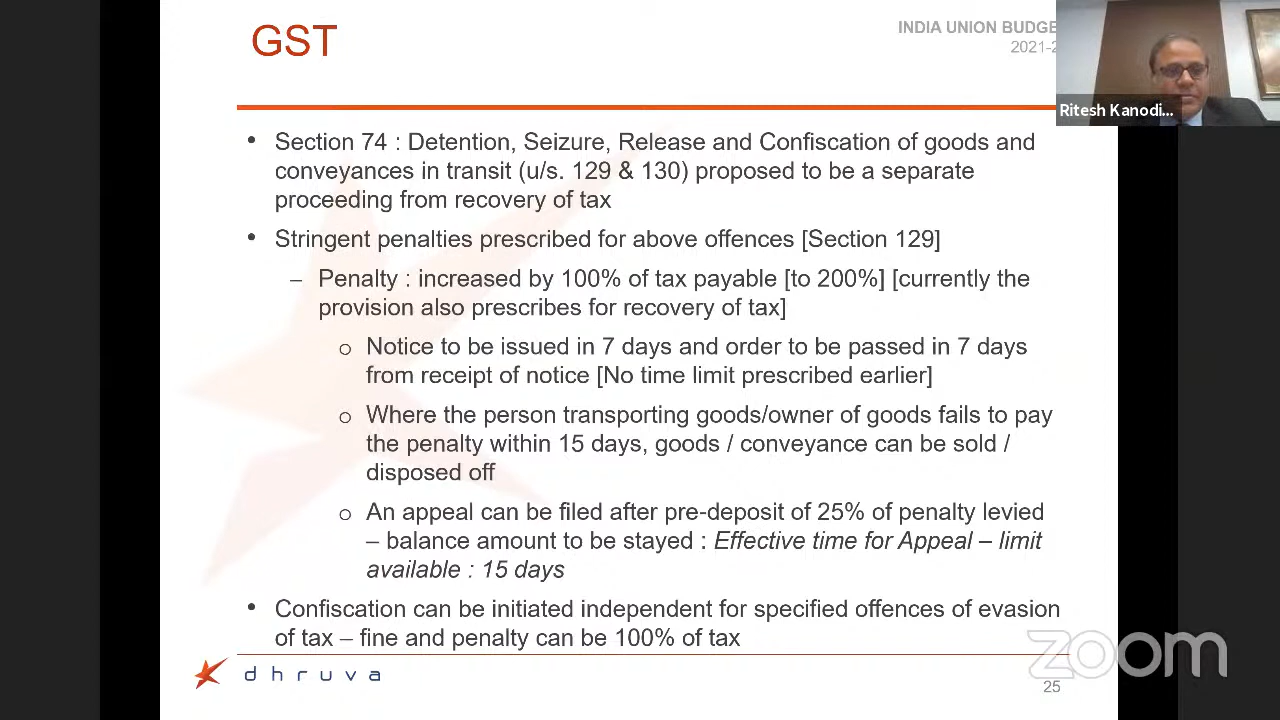 GST
INDIA UNION BUDGE
2021-2
Ritesh Kanodi...
• Section 74 : Detention, Seizure, Release and Confiscation of goods and
conveyances in transit (u/s. 129 & 130) proposed to be a separate
proceeding from recovery of tax
• Stringent penalties prescribed for above offences [Section 129]
– Penalty : increased by 100% of tax payable [to 200%] [currently the
provision also prescribes for recovery of tax]
o Notice to be issued in 7 days and order to be passed in 7 days
from receipt of notice [No time limit prescribed earlier]
o Where the person transporting goods/owner of goods fails to pay
the penalty within 15 days, goods / conveyance can be sold /
disposed off
o An appeal can be filed after pre-deposit of 25% of penalty levied
– balance amount to be stayed : Effective time for Appeal – limit
available : 15 days
• Confiscation can be initiated independent for specified offences of evasion
of tax – fine and penalty can be 100% of tax
zoom
dhruva
25